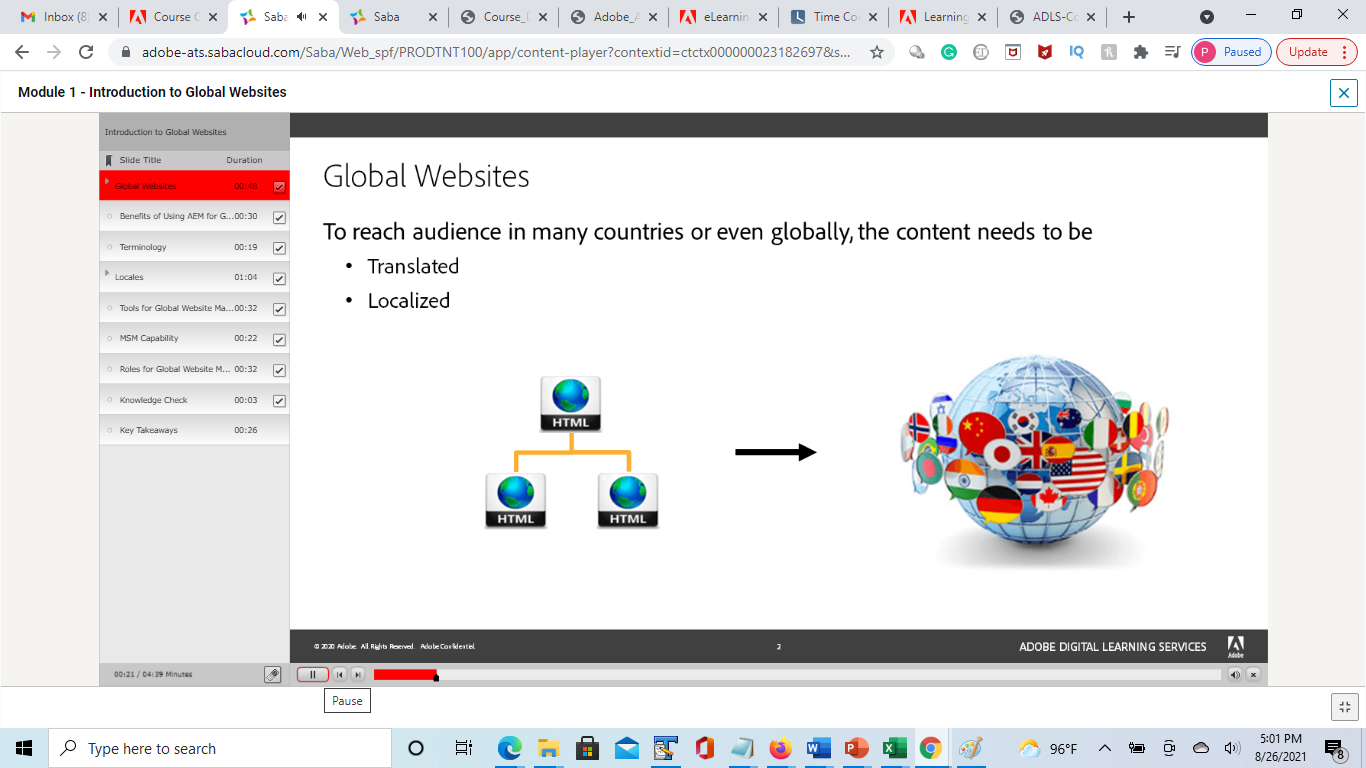 Inbox (8)
Course C
Saba
Saba
Course_D
Adobe_A
eLearnin
Time Co
Learning
ADLS-Co
adobe-ats.sabacloud.com/Saba/Web_spf/PRODTNT100/app/content-player?contextid=ctctx000000023182697&s...
P Paused
Update
Module 1 - Introduction to Global Websites
Introduction to Global Websites
Slide Title Duration
Global Websites 00:48
Benefits of Using AEM for G...00:30
Terminology 00:19
Locales 01:04
Tools for Global Website Ma...00:32
MSM Capability 00:22
Roles for Global Website M... 00:32
Knowledge Check 00:03
Key Takeaways 00:26
Global Websites
To reach audience in many countries or even globally, the content needs to be
• Translated
• Localized
HTML
HTML
HTML
© 2020 Adobe. All Rights Reserved. Adobe Confidential.
2
ADOBE DIGITAL LEARNING SERVICES
Adobe
00:21 / 04:39 Minutes
Pause
Type here to search
96°F
5:01 PM
8/26/2021
8